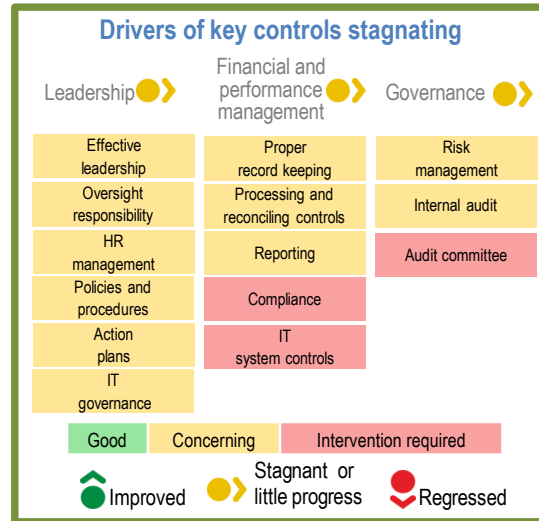 Drivers of key controls stagnating
Leadership
Financial and
performance
management
Governance
Effective
leadership
Oversight
responsibility
HR
management
Policies and
procedures
Action
plans
IT
governance
Proper
record keeping
Processing and
reconciling controls
Reporting
Compliance
IT
system controls
Risk
management
Internal audit
Audit committee
Good
Concerning
Intervention required
Improved
Stagnant or
little progress
Regressed